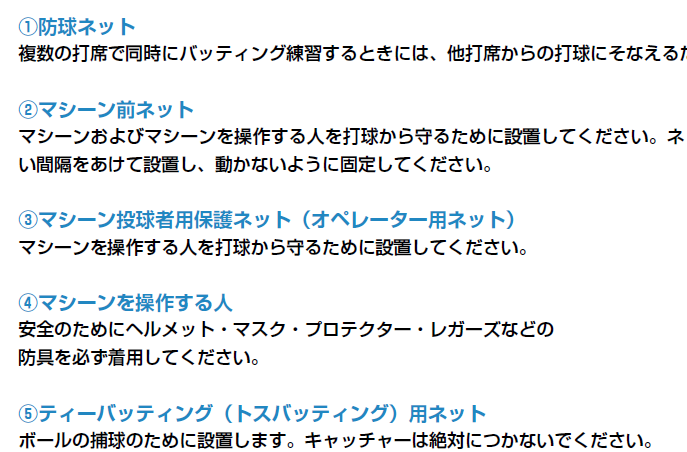 ①防球ネット
複数の打席で同時にバッティング練習するときには、他打席からの打球にそなえる
②マシーン前ネット
マシーンおよびマシーンを操作する人を打球から守るために設置してください。ネ
い間隔をあけて設置し、動かないように固定してください。
③マシーン投球者用保護ネット（オペレーター用ネット）
マシーンを操作する人を打球から守るために設置してください。
④マシーンを操作する人
安全のためにヘルメット・マスク・プロテクター・レガーズなどの
防具を必ず着用してください。
⑤ティーバッティング（トスバッティング）用ネット
ボールの捕球のために設置します。キャッチャーは絶対につかないでください。